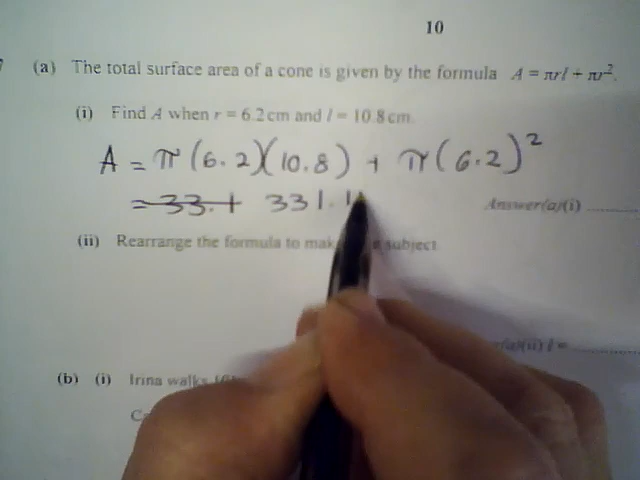 10
(a) The total surface area of a cone is given by the formula A = πrl + πr².
(i) Find A when r = 6.2 cm and l = 10.8 cm.
A = π(6.2)(10.8) + π(6.2)²
= 33.1 331.1
Answer(a)(i) ..........
(ii) Rearrange the formula to subject
(a)(ii) l = ..........
(b) (i) Irina walks